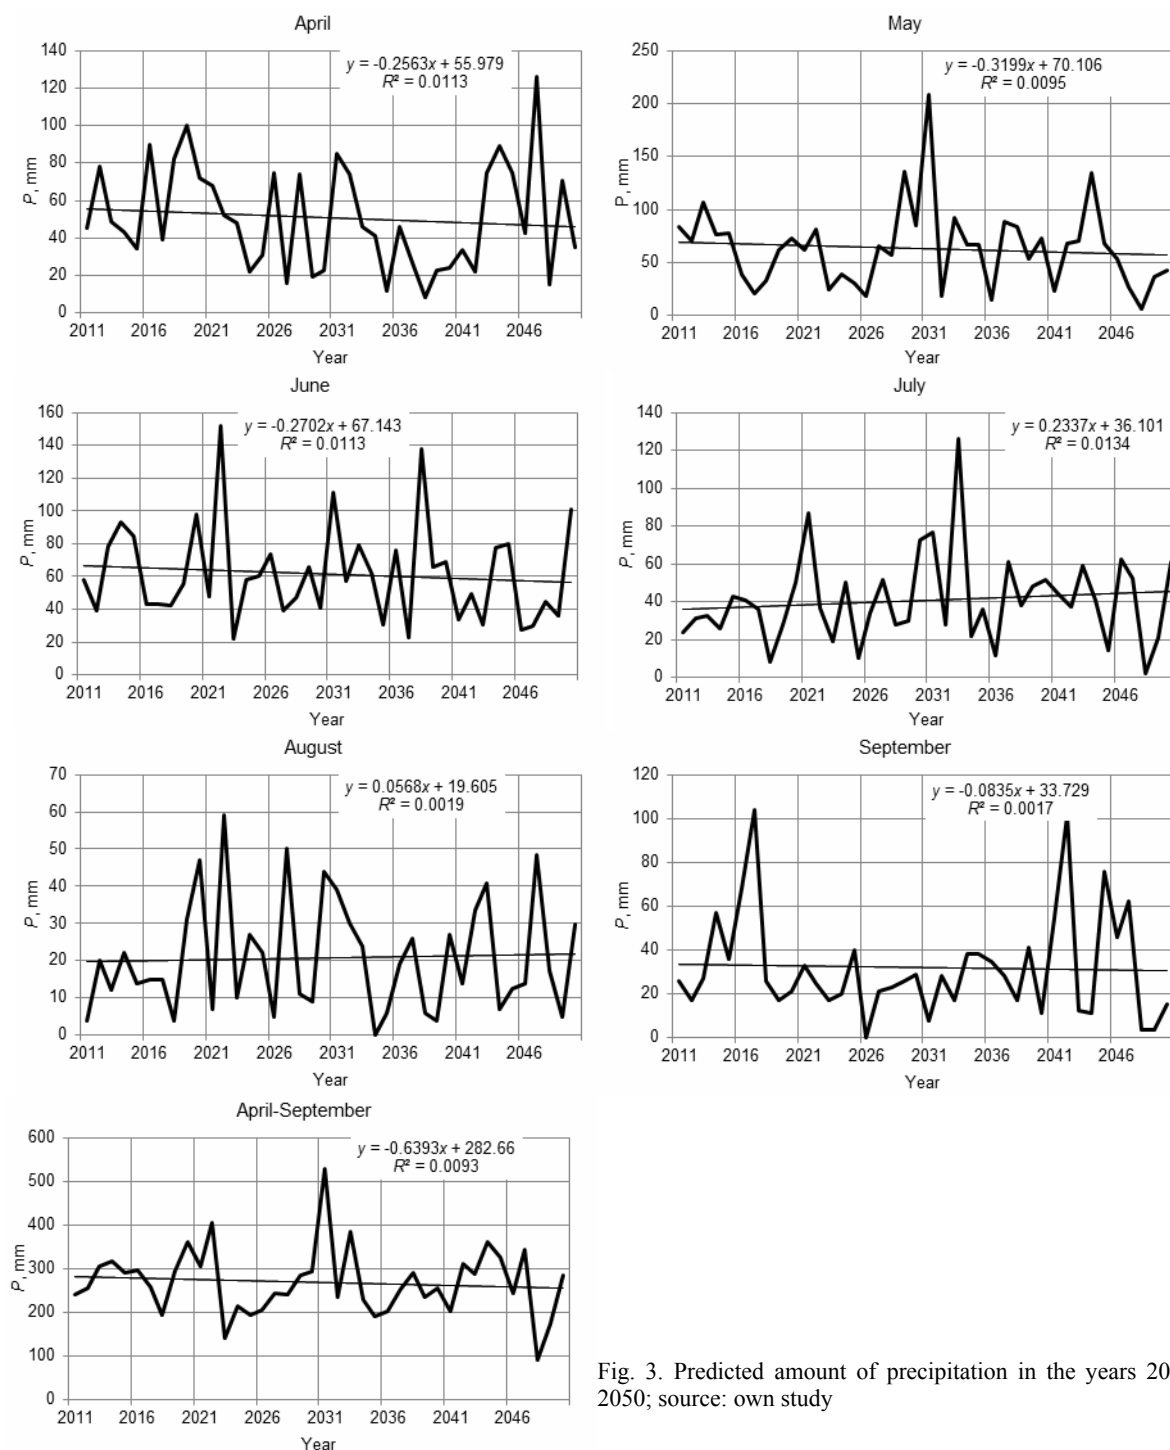 April
y = -0.2563x + 55.979
R² = 0.0113
140
120
100
80
60
40
20
0
P, mm
2011 2016 2021 2026 2031 2036 2041 2046
Year
May
y = -0.3199x + 70.106
R² = 0.0095
250
200
150
100
50
0
P, mm
2011 2016 2021 2026 2031 2036 2041 2046
Year
June
y = -0.2702x + 67.143
R² = 0.0113
160
140
120
100
80
60
40
20
0
P, mm
2011 2016 2021 2026 2031 2036 2041 2046
Year
July
y = 0.2337x + 36.101
R² = 0.0134
140
120
100
80
60
40
20
0
P, mm
2011 2016 2021 2026 2031 2036 2041 2046
Year
August
y = 0.0568x + 19.605
R² = 0.0019
70
60
50
40
30
20
10
0
P, mm
2011 2016 2021 2026 2031 2036 2041 2046
Year
September
y = -0.0835x + 33.729
R² = 0.0017
120
100
80
60
40
20
0
P, mm
2011 2016 2021 2026 2031 2036 2041 2046
Year
April-September
y = -0.6393x + 282.66
R² = 0.0093
600
500
400
300
200
100
0
P, mm
2011 2016 2021 2026 2031 2036 2041 2046
Year
Fig. 3. Predicted amount of precipitation in the years 20
2050; source: own study